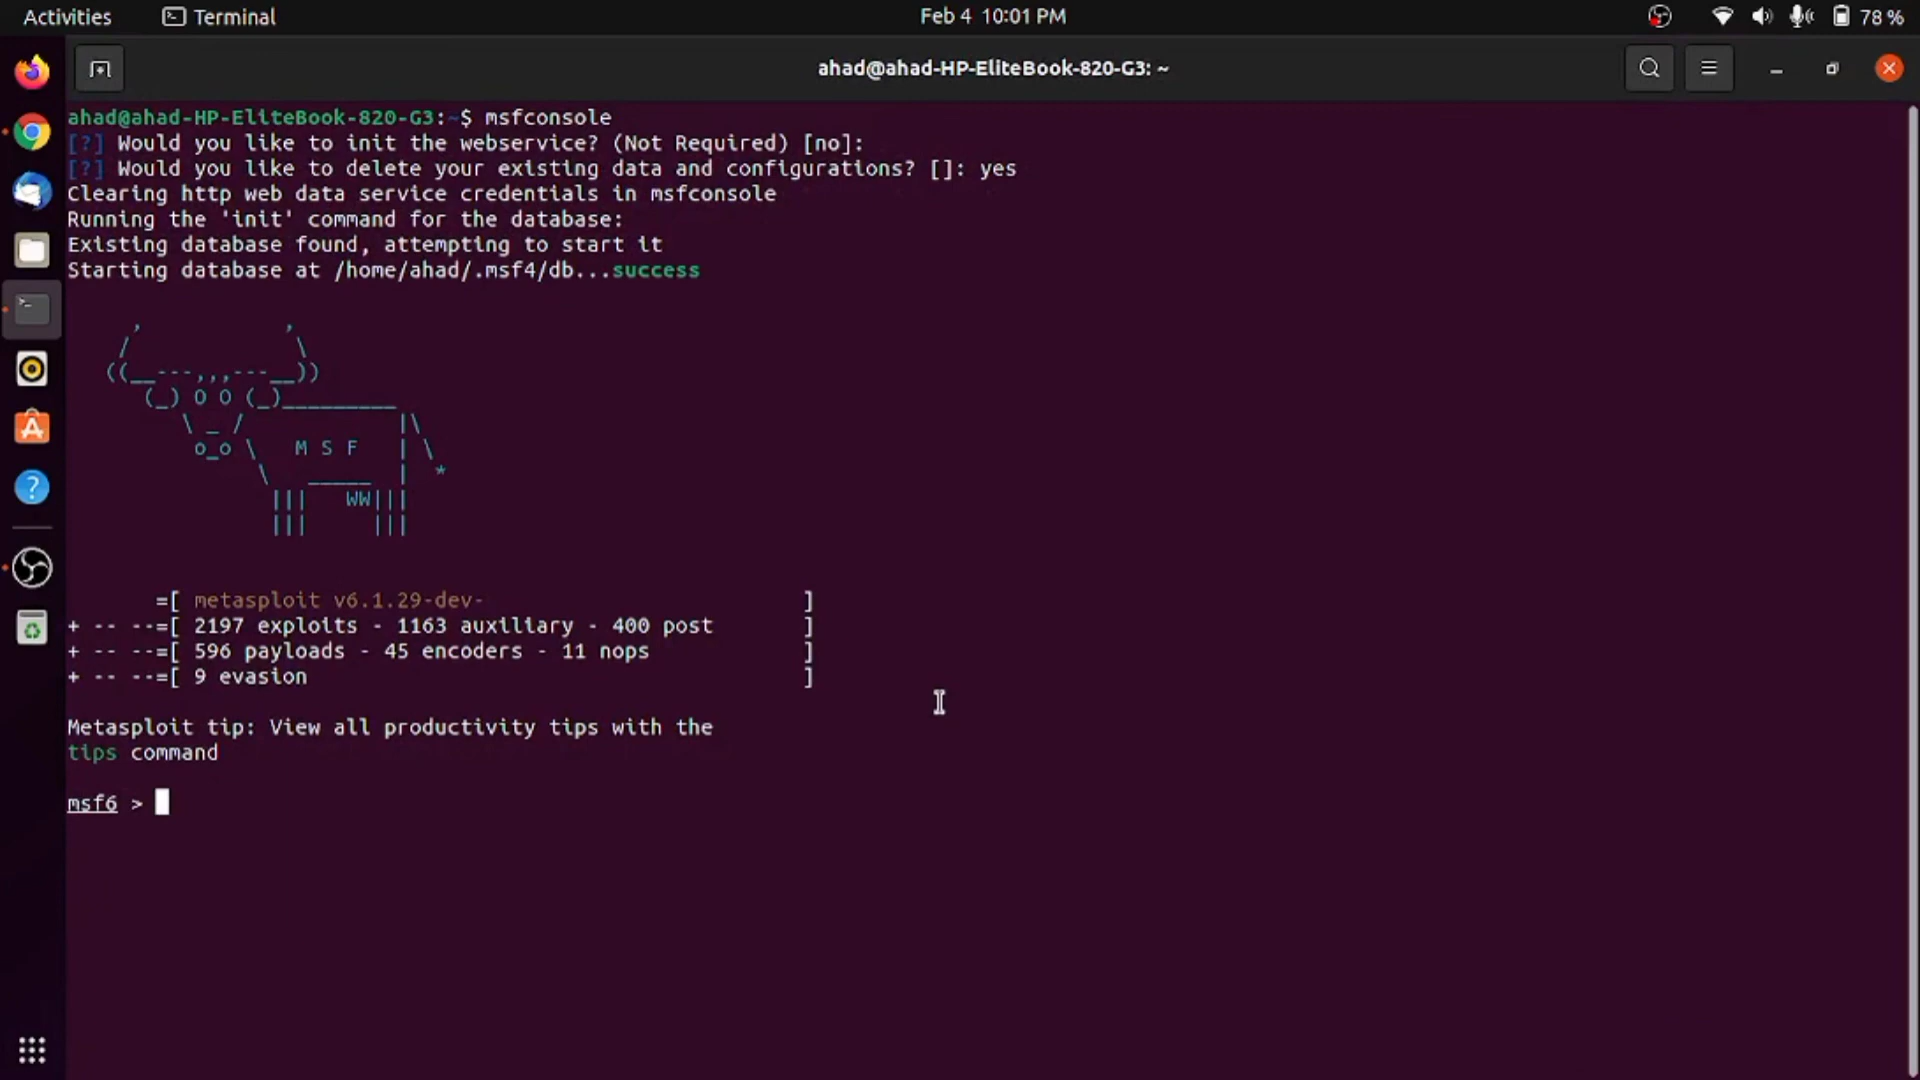 Activities Terminal Feb 4 10:01 PM 78 %
ahad@ahad-HP-EliteBook-820-G3: ~
ahad@ahad-HP-EliteBook-820-G3:~$ msfconsole
[?] Would you like to init the webservice? (Not Required) [no]:
[?] Would you like to delete your existing data and configurations? []: yes
Clearing http web data service credentials in msfconsole
Running the 'init' command for the database:
Existing database found, attempting to start it
Starting database at /home/ahad/.msf4/db...success
     ,            ,
    /              \
   ((__---,,,---__))
      (_) O O (_)_________
         \ _ /            |\
          o_o \   M S F   | \
               \   _____  |  *
                |||   WW|||
                |||     |||
       =[ metasploit v6.1.29-dev-                          ]
+ -- --=[ 2197 exploits - 1163 auxiliary - 400 post       ]
+ -- --=[ 596 payloads - 45 encoders - 11 nops            ]
+ -- --=[ 9 evasion                                       ]
Metasploit tip: View all productivity tips with the
tips command
msf6 >